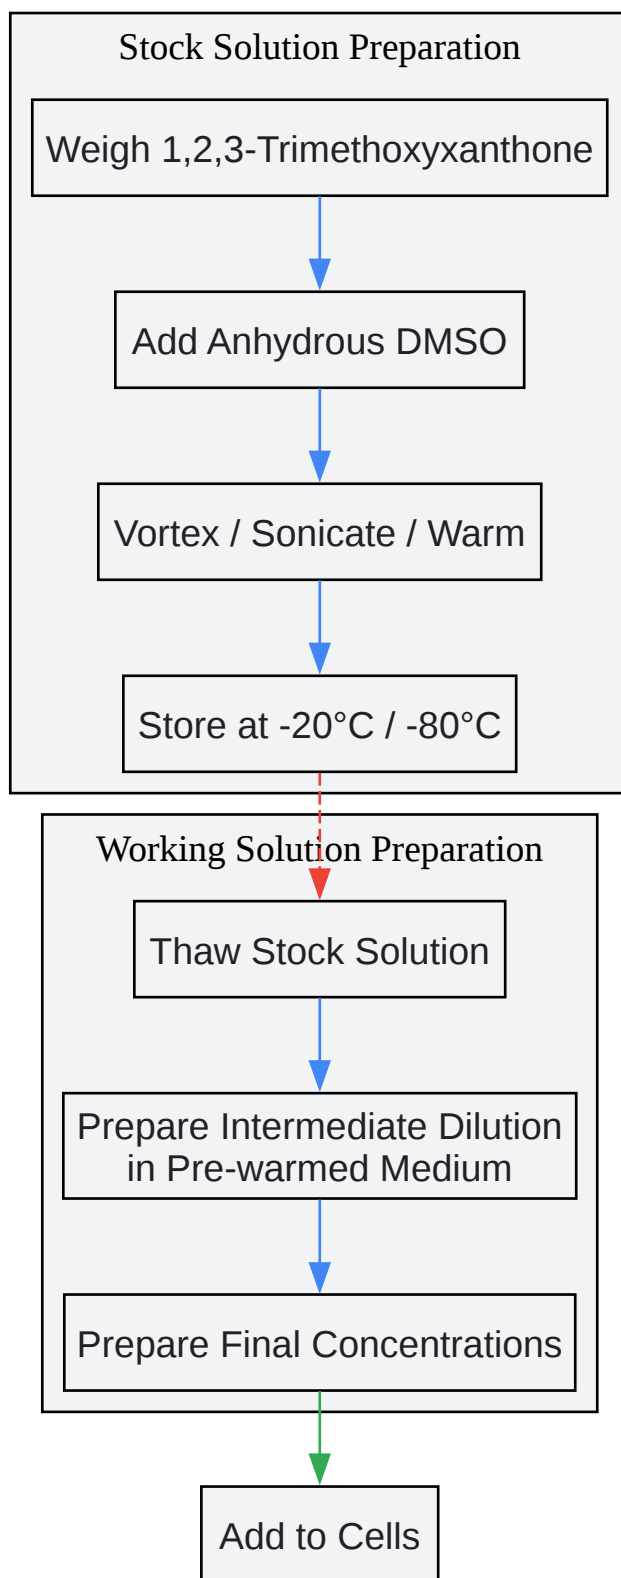 Stock Solution Preparation
Weigh 1,2,3-Trimethoxyxanthone
Add Anhydrous DMSO
Vortex / Sonicate / Warm
Store at -20°C / -80°C
Working Solution Preparation
Thaw Stock Solution
Prepare Intermediate Dilution
in Pre-warmed Medium
Prepare Final Concentrations
Add to Cells